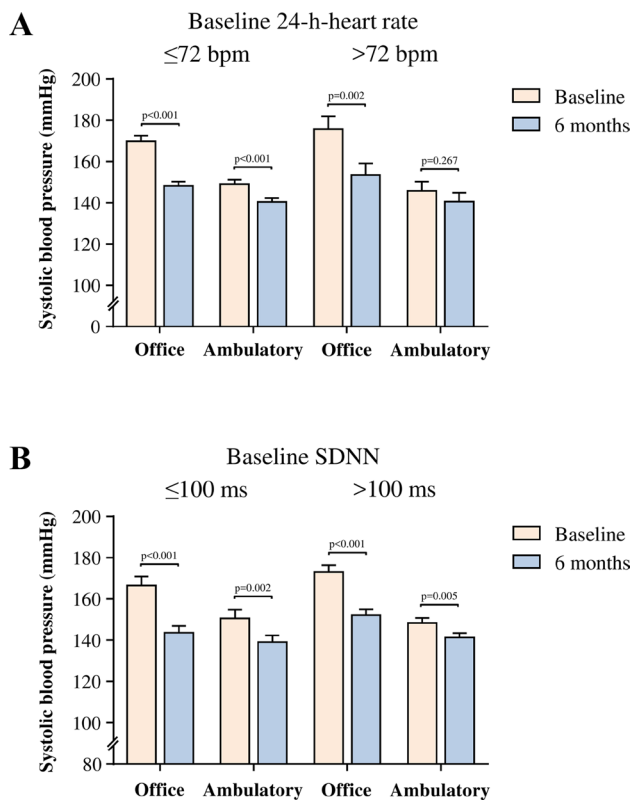 A
Baseline 24-h-heart rate
≤72 bpm >72 bpm
Systolic blood pressure (mmHg)
200
180
160
140
120
100
0
p<0.001
p<0.001
p=0.002
p=0.267
Baseline
6 months
Office Ambulatory Office Ambulatory
B
Baseline SDNN
≤100 ms >100 ms
Systolic blood pressure (mmHg)
200
180
160
140
120
100
80
p<0.001
p=0.002
p<0.001
p=0.005
Baseline
6 months
Office Ambulatory Office Ambulatory